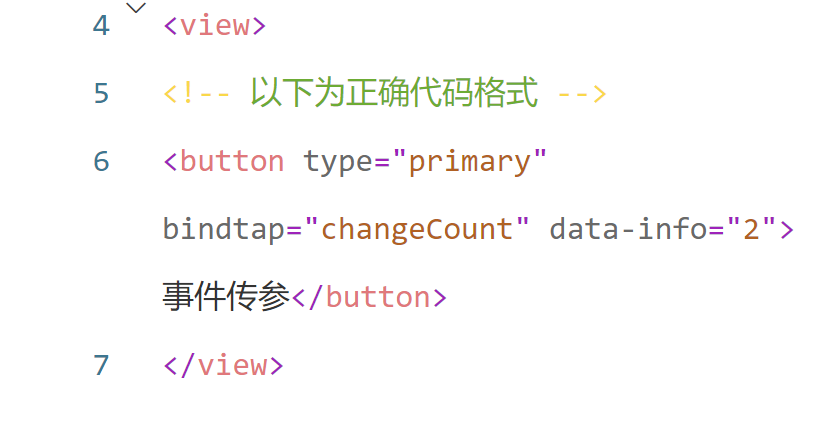 4 <view>
5 <!-- 以下为正确代码格式 -->
6 <button type="primary"
bindtap="changeCount" data-info="2">
事件传参</button>
7 </view>